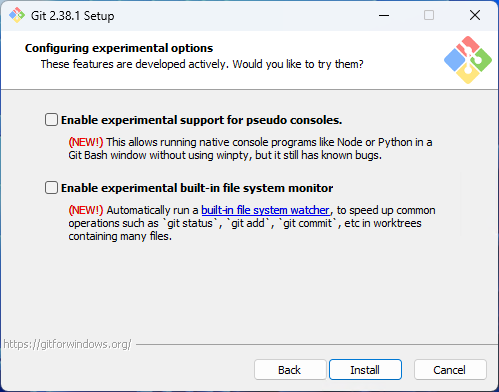 Git 2.38.1 Setup
Configuring experimental options
These features are developed actively. Would you like to try them?
Enable experimental support for pseudo consoles.
(NEW!) This allows running native console programs like Node or Python in a
Git Bash window without using winpty, but it still has known bugs.
Enable experimental built-in file system monitor
(NEW!) Automatically run a built-in file system watcher, to speed up common
operations such as `git status`, `git add`, `git commit`, etc in worktrees
containing many files.
https://gitforwindows.org/
Back
Install
Cancel